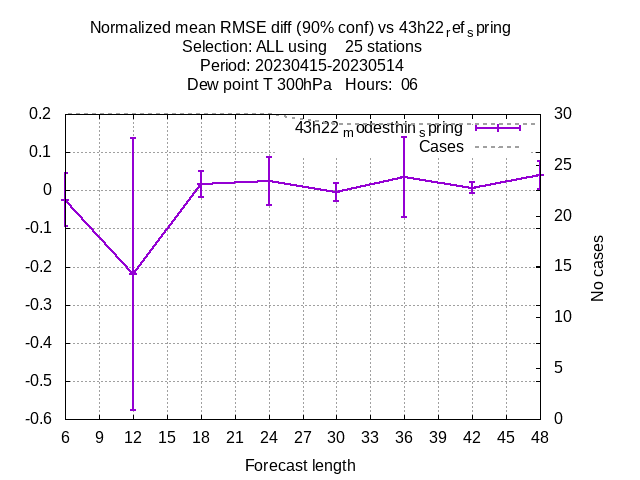 Normalized mean RMSE diff (90% conf) vs 43h22refspring
Selection: ALL using 25 stations
Period: 20230415-20230514
Dew point T 300hPa Hours: 06
43h22modesthinspring
Cases
0.2
0.1
0
-0.1
-0.2
-0.3
-0.4
-0.5
-0.6
30
25
20
15
10
5
0
No cases
6 9 12 15 18 21 24 27 30 33 36 39 42 45 48
Forecast length